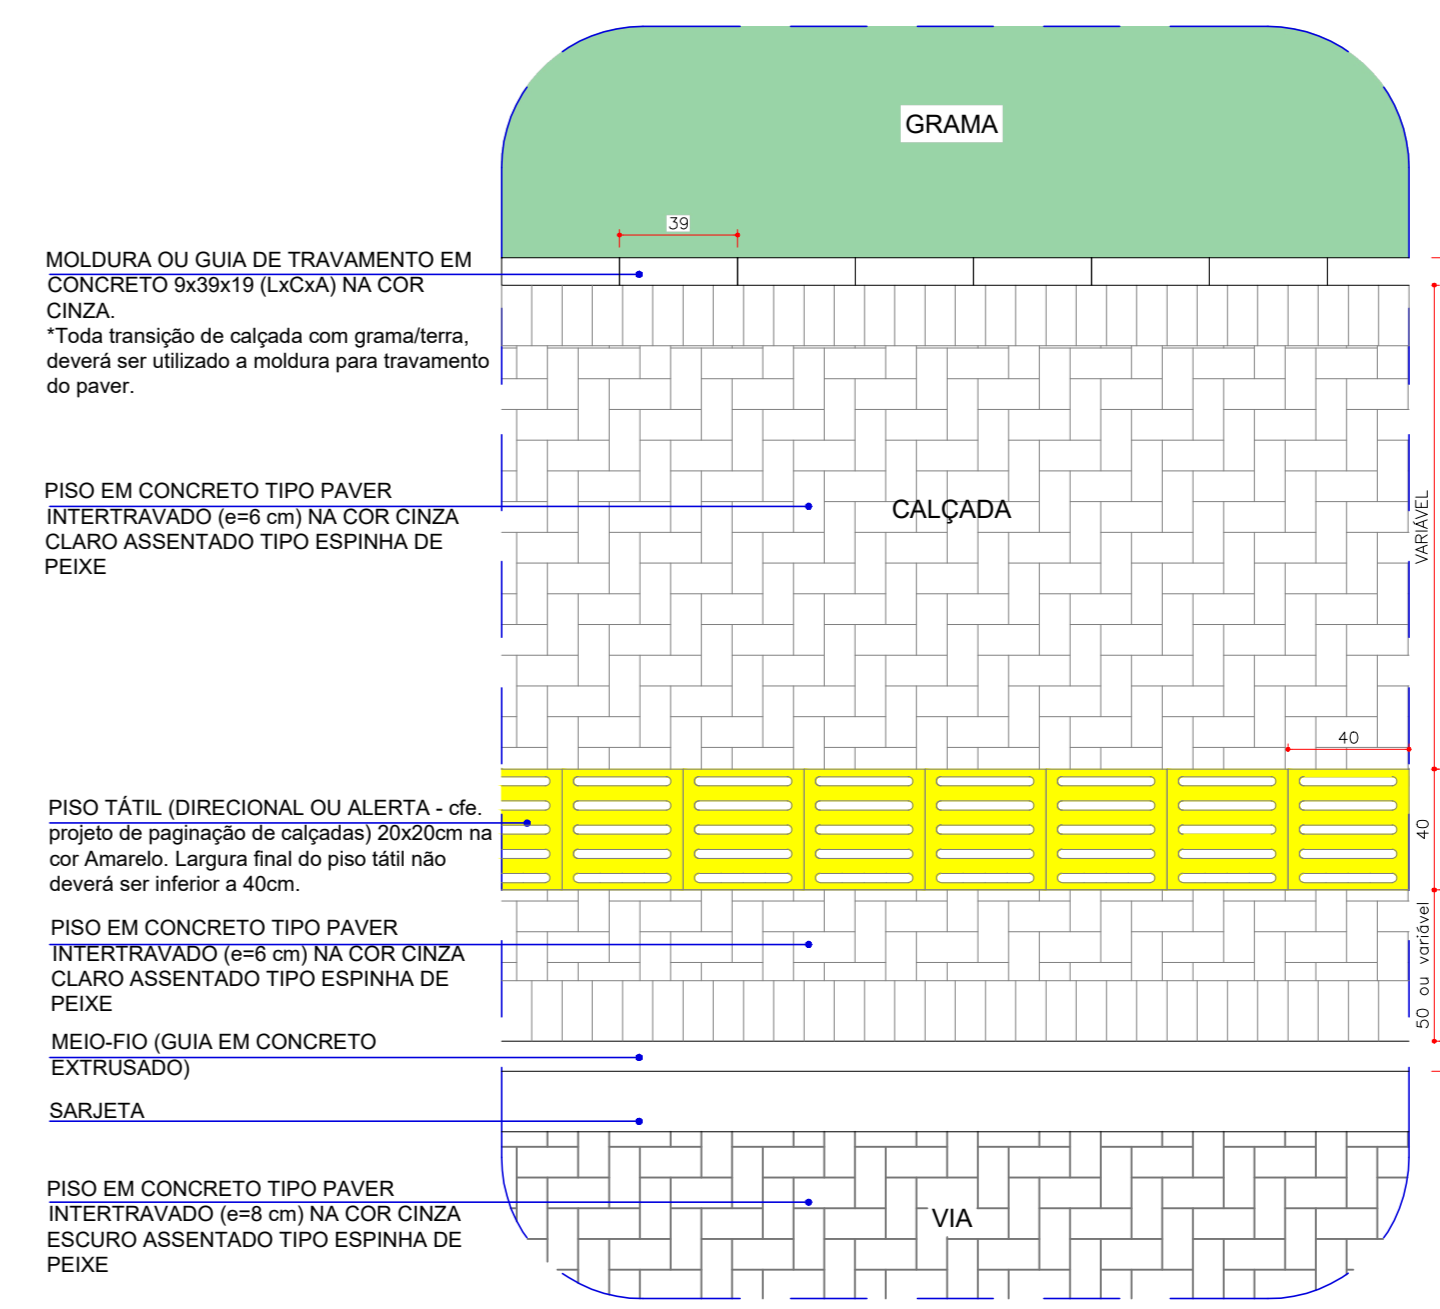 GRAMA
39
MOLDURA OU GUIA DE TRAVAMENTO EM
CONCRETO 9x39x19 (LxCxA) NA COR
CINZA.
*Toda transição de calçada com grama/terra,
deverá ser utilizado a moldura para travamento
do paver.
PISO EM CONCRETO TIPO PAVER
INTERTRAVADO (e=6 cm) NA COR CINZA
CLARO ASSENTADO TIPO ESPINHA DE
PEIXE
CALÇADA
VARIÁVEL
40
PISO TÁTIL (DIRECIONAL OU ALERTA - cfe.
projeto de paginação de calçadas) 20x20cm na
cor Amarelo. Largura final do piso tátil não
deverá ser inferior a 40cm.
40
PISO EM CONCRETO TIPO PAVER
INTERTRAVADO (e=6 cm) NA COR CINZA
CLARO ASSENTADO TIPO ESPINHA DE
PEIXE
50 ou variável
MEIO-FIO (GUIA EM CONCRETO
EXTRUSADO)
SARJETA
PISO EM CONCRETO TIPO PAVER
INTERTRAVADO (e=8 cm) NA COR CINZA
ESCURO ASSENTADO TIPO ESPINHA DE
PEIXE
VIA